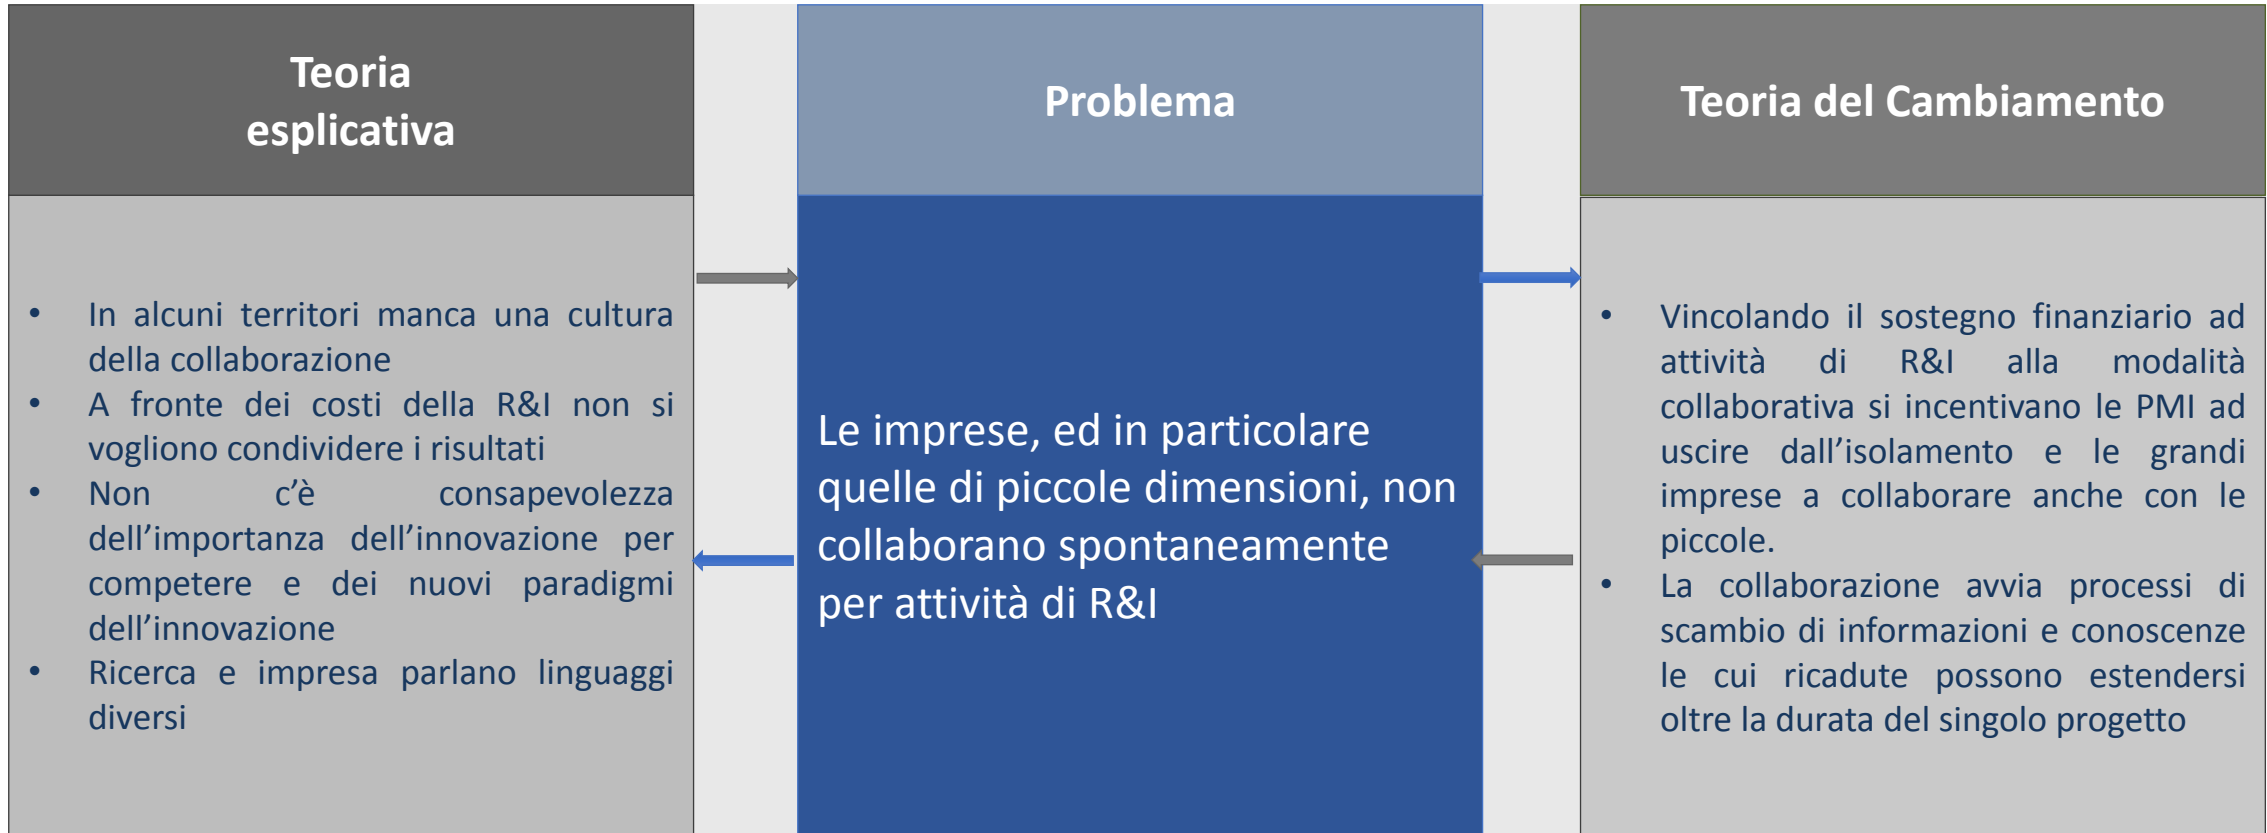 Teoria
esplicativa
• In alcuni territori manca una cultura
della collaborazione
• A fronte dei costi della R&I non si
vogliono condividere i risultati
• Non c’è consapevolezza
dell’importanza dell’innovazione per
competere e dei nuovi paradigmi
dell’innovazione
• Ricerca e impresa parlano linguaggi
diversi
Problema
Le imprese, ed in particolare
quelle di piccole dimensioni, non
collaborano spontaneamente
per attività di R&I
Teoria del Cambiamento
• Vincolando il sostegno finanziario ad
attività di R&I alla modalità
collaborativa si incentivano le PMI ad
uscire dall’isolamento e le grandi
imprese a collaborare anche con le
piccole.
• La collaborazione avvia processi di
scambio di informazioni e conoscenze
le cui ricadute possono estendersi
oltre la durata del singolo progetto